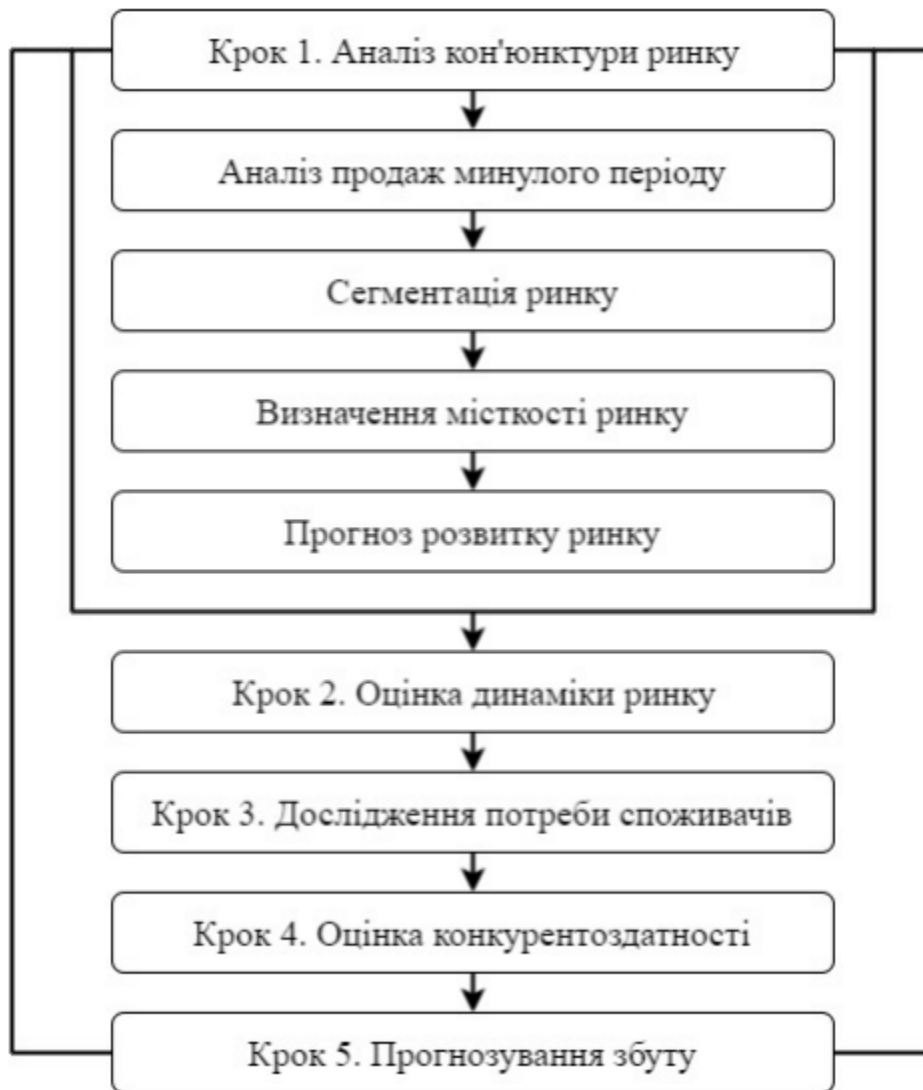 Крок 1. Аналіз кон'юнктури ринку
Аналіз продаж минулого періоду
Сегментація ринку
Визначення місткості ринку
Прогноз розвитку ринку
Крок 2. Оцінка динаміки ринку
Крок 3. Дослідження потреби споживачів
Крок 4. Оцінка конкурентоздатності
Крок 5. Прогнозування збуту